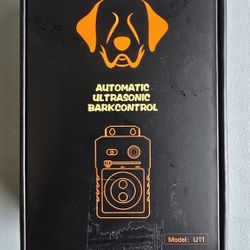 AUTOMATIC
ULTRASONIC
BARKCONTROL
Model: U11